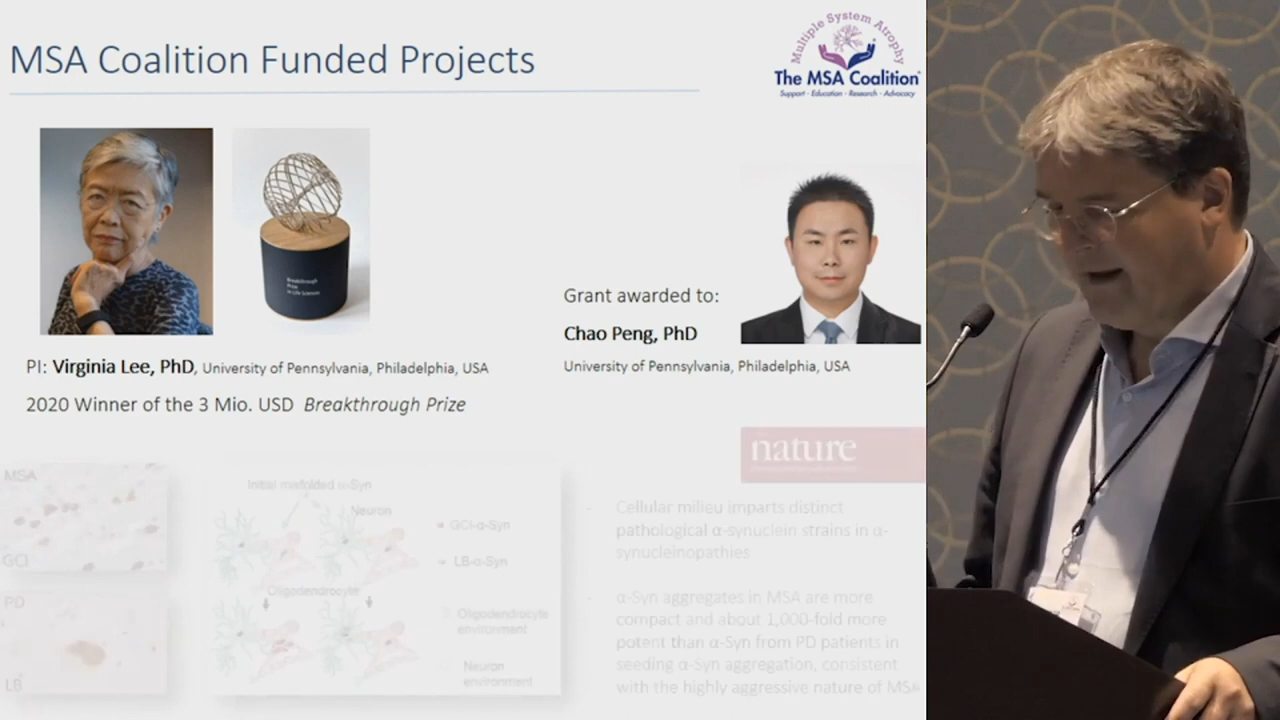 MSA Coalition Funded Projects
Multiple System Atrophy
The MSA Coalition
Support · Education · Research · Advocacy
Breakthrough
Prize
in Life Sciences
PI: Virginia Lee, PhD, University of Pennsylvania, Philadelphia, USA
2020 Winner of the 3 Mio. USD Breakthrough Prize
Grant awarded to:
Chao Peng, PhD
University of Pennsylvania, Philadelphia, USA
nature
MSA
GCI
PD
LB
Initial misfolded α-Syn
Neuron
GCI-α-Syn
LB-α-Syn
Oligodendrocyte
Oligodendrocyte
environment
Neuron
environment
- Cellular milieu imparts distinct
pathological α-synuclein strains in α-
synucleinopathies
- α-Syn aggregates in MSA are more
compact and about 1,000-fold more
potent than α-Syn from PD patients in
seeding α-Syn aggregation, consistent
with the highly aggressive nature of MSA